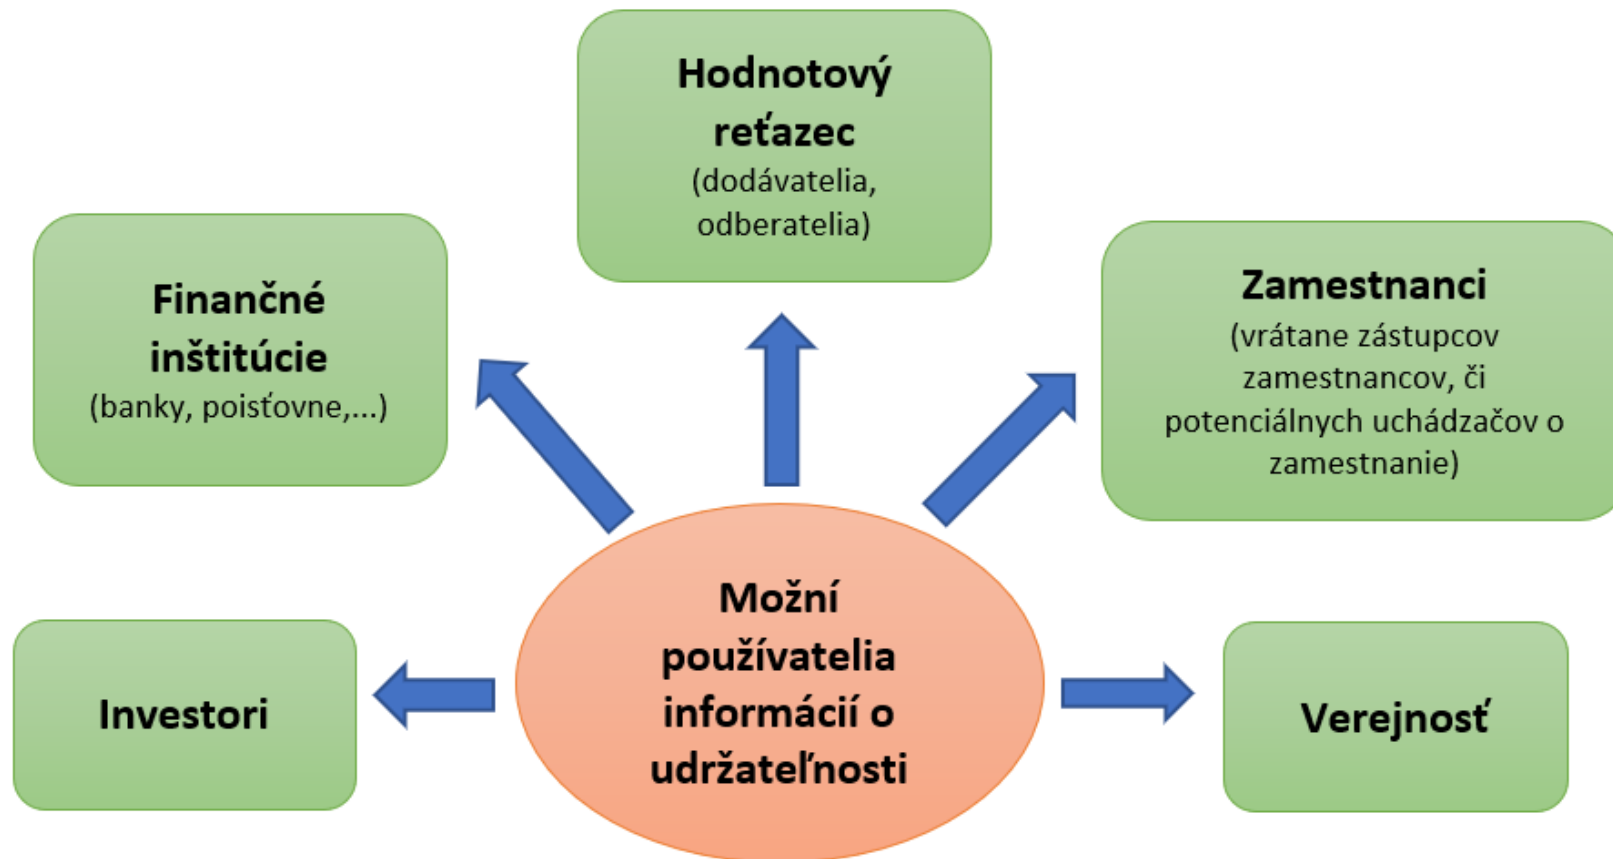 Hodnotový
reťazec
(dodávatelia,
odberatelia)
Finančné
inštitúcie
(banky, poisťovne,...)
Zamestnanci
(vrátane zástupcov
zamestnancov, či
potenciálnych uchádzačov o
zamestnanie)
Možní
používatelia
informácií o
udržateľnosti
Investori
Verejnosť